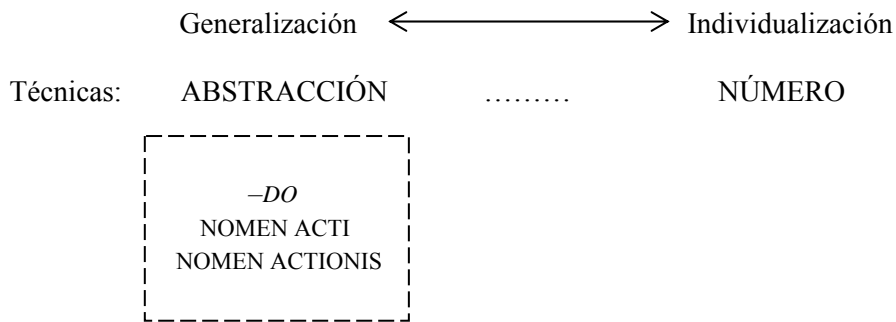 Generalización Individualización
Técnicas: ABSTRACCIÓN ……… NÚMERO
–DO
NOMEN ACTI
NOMEN ACTIONIS